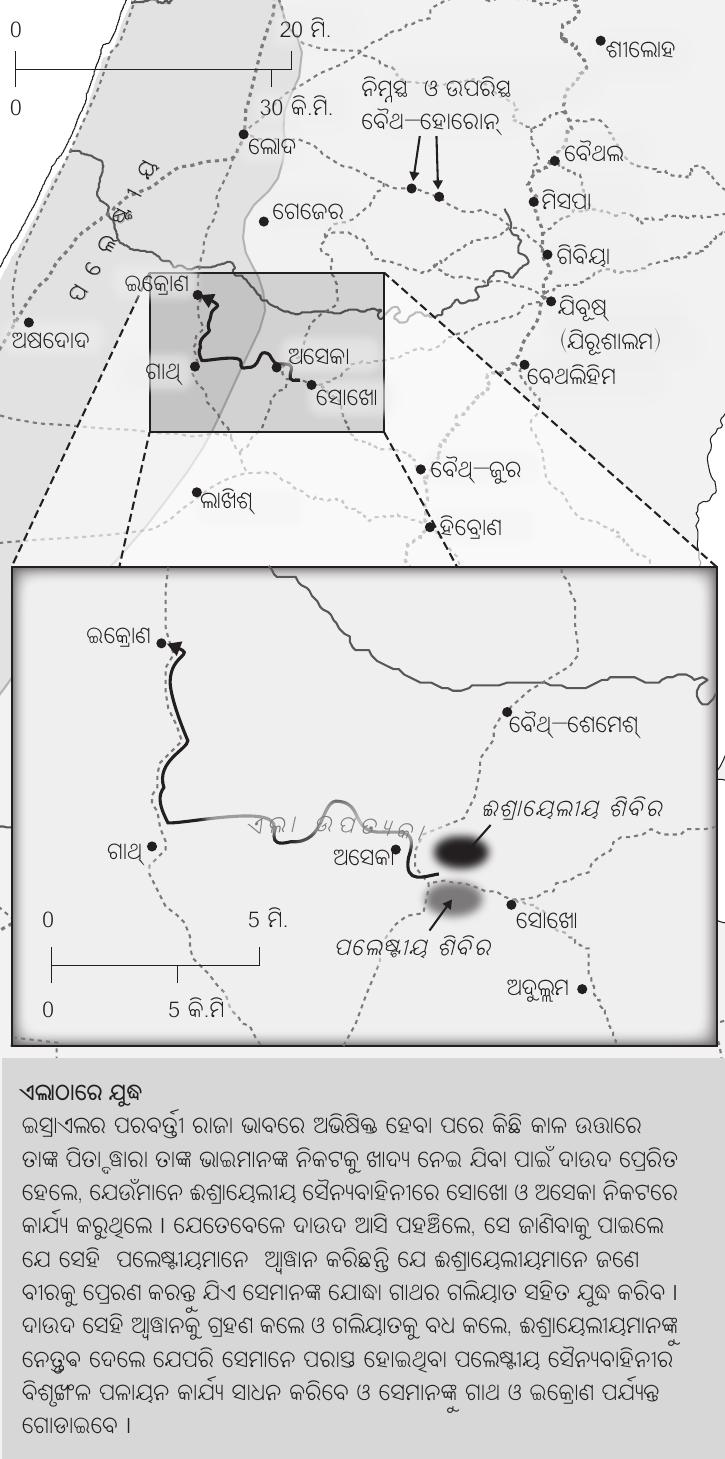 0 20 ମି.
0 30 କି.ମି.
ଶୀଲୋହ
ନିମ୍ନସ୍ଥ ଓ ଉପରିସ୍ଥ
ବୈଥ–ହୋରୋନ୍
ଲୋଦ
ବୈଥଲ
ମିସପା
ଗେଜେର
ଗିବିୟା
ଇକ୍ରୋଣ
ଯିବୂଷ୍
(ଯିରୂଶାଲମ)
ଅଷଦୋଦ
ଗାଥ୍
ଅସେକା
ସୋଖୋ
ବେଥଲିହିମ
ବୈଥ୍–ଜୁର
ଲାଖିଶ୍
ହିବ୍ରୋଣ
ଇକ୍ରୋଣ
ବୈଥ୍–ଶେମେଶ୍
ଈଶ୍ରାୟେଲୀୟ ଶିବିର
ଏଲା ଉପତ୍ୟକା
ଗାଥ୍
ଅସେକା
ସୋଖୋ
0 5 ମି.
ପଲେଷ୍ଟୀୟ ଶିବିର
ଅଦୁଲ୍ଲମ
0 5 କି.ମି
ଏଲାଠାରେ ଯୁଦ୍ଧ
ଇସ୍ରାଏଲର ପରବର୍ତ୍ତୀ ରାଜା ଭାବରେ ଅଭିଷିକ୍ତ ହେବା ପରେ କିଛି କାଳ ଉତ୍ତାରେ
ତାଙ୍କ ପିତାଦ୍ୱାରା ତାଙ୍କ ଭାଇମାନଙ୍କ ନିକଟକୁ ଖାଦ୍ୟ ନେଇ ଯିବା ପାଇଁ ଦାଉଦ ପ୍ରେରିତ
ହେଲେ, ଯେଉଁମାନେ ଈଶ୍ରାୟେଲୀୟ ସୈନ୍ୟବାହିନୀରେ ସୋଖୋ ଓ ଅସେକା ନିକଟରେ
କାର୍ଯ୍ୟ କରୁଥିଲେ । ଯେତେବେଳେ ଦାଉଦ ଆସି ପହଞ୍ଚିଲେ, ସେ ଜାଣିବାକୁ ପାଇଲେ
ଯେ ସେହି ପଲେଷ୍ଟୀୟମାନେ ଆହ୍ୱାନ କରିଛନ୍ତି ଯେ ଈଶ୍ରାୟେଲୀୟମାନେ ଜଣେ
ବୀରକୁ ପ୍ରେରଣ କରନ୍ତୁ ଯିଏ ସେମାନଙ୍କ ଯୋଦ୍ଧା ଗାଥର ଗଲିୟାତ ସହିତ ଯୁଦ୍ଧ କରିବ ।
ଦାଉଦ ସେହି ଆହ୍ୱାନକୁ ଗ୍ରହଣ କଲେ ଓ ଗଲିୟାତକୁ ବଧ କଲେ, ଈଶ୍ରାୟେଲୀୟମାନଙ୍କୁ
ନେତୃତ୍ୱ ଦେଲେ ଯେପରି ସେମାନେ ପରାସ୍ତ ହୋଇଥିବା ପଲେଷ୍ଟୀୟ ସୈନ୍ୟବାହିନୀର
ବିଶୃଙ୍ଖଳ ପଳାୟନ କାର୍ଯ୍ୟ ସାଧନ କରିବେ ଓ ସେମାନଙ୍କୁ ଗାଥ ଓ ଇକ୍ରୋଣ ପର୍ଯ୍ୟନ୍ତ
ଗୋଡାଇବେ ।